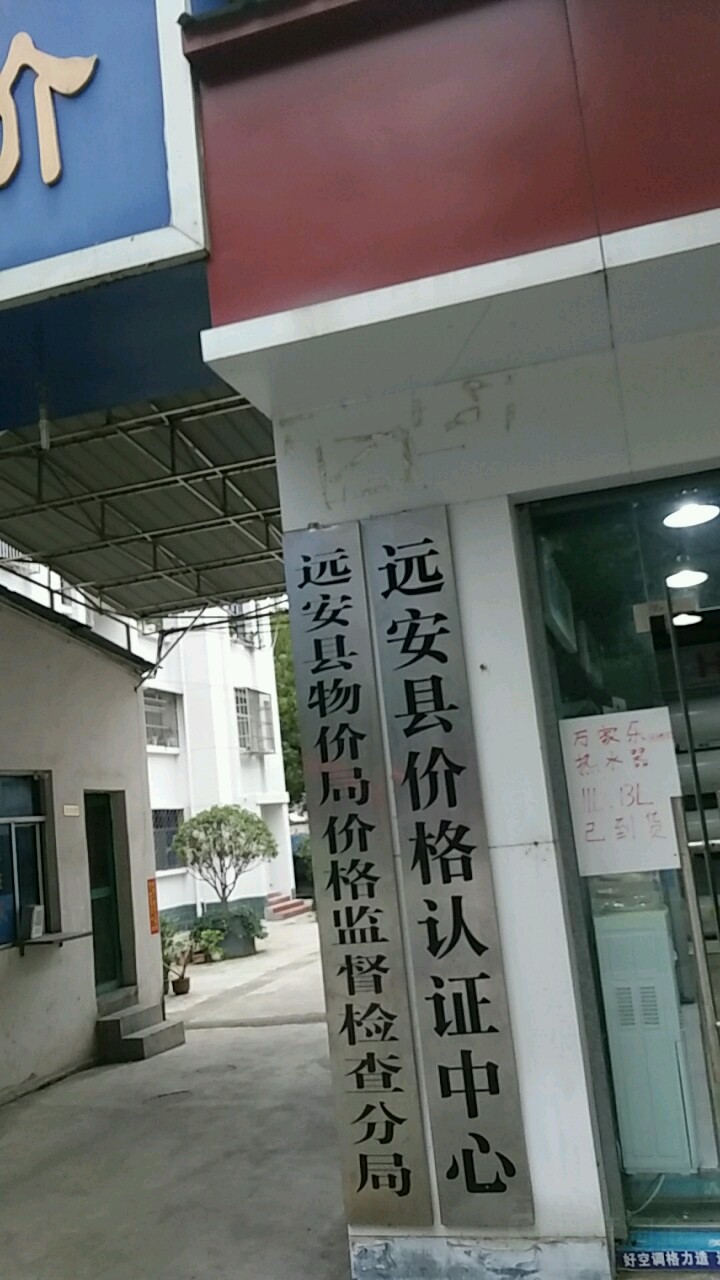 价
远安县价格认证中心
远安县物价局价格监督检查分局
万家乐
热水器
11L.13L
已到货
好空调格力造